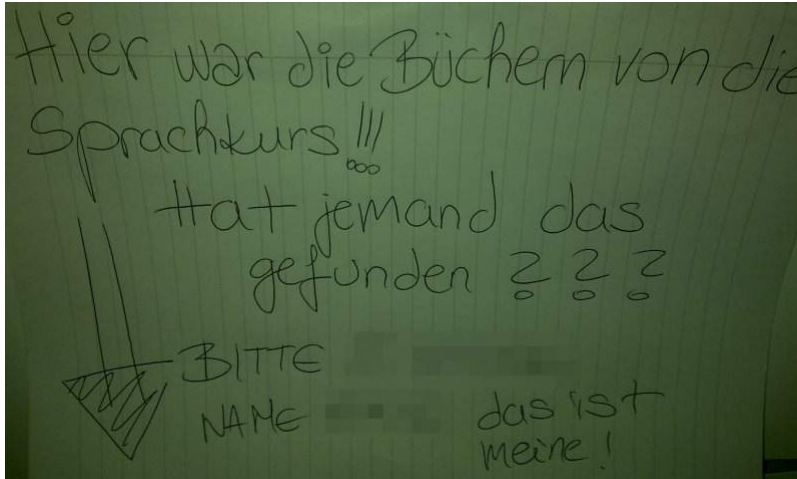 Hier war die Büchern von die
Sprachkurs!!!
Hat jemand das
gefunden ???
BITTE
NAME
das ist
meine!